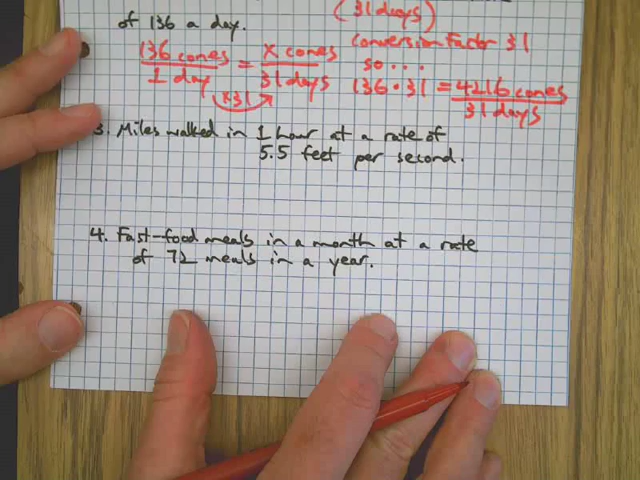 (31 days)
of 136 a day.
Conversion Factor 31
136 cones = x cones
1 day 31 days
x31
so...
136 · 31 = 4216 cones
31 days
3. Miles walked in 1 hour at a rate of
5.5 feet per second.
4. Fast-food meals in a month at a rate
of 72 meals in a year.